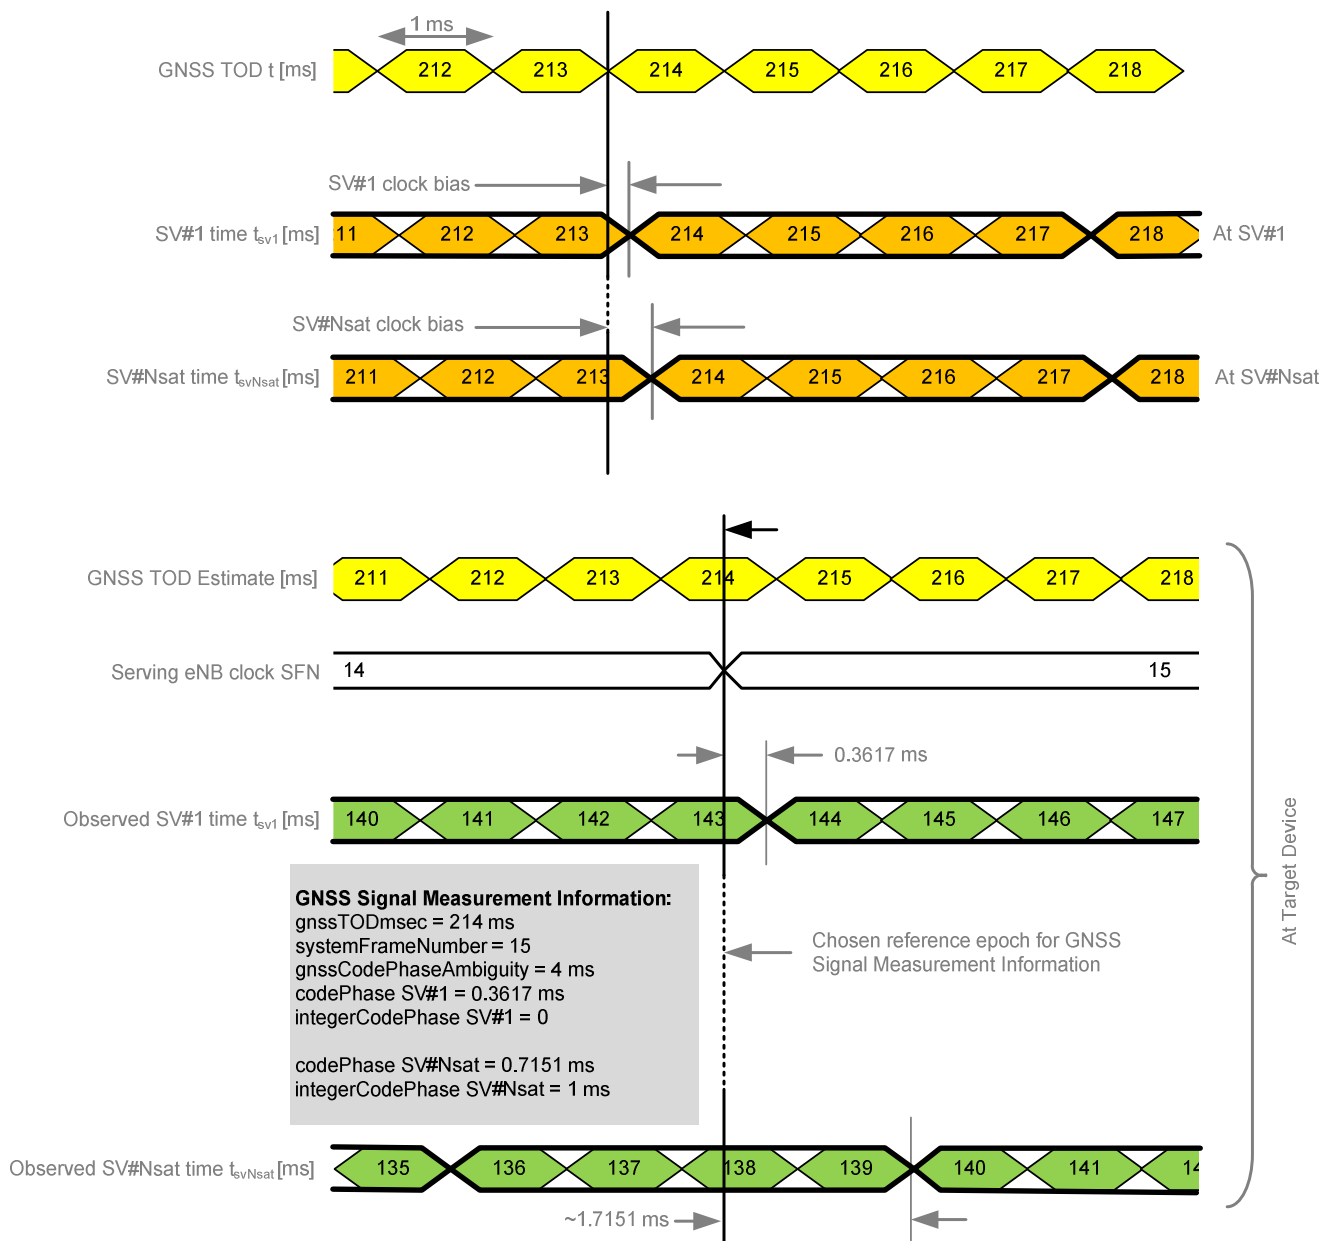 1 ms
GNSS TOD t [ms] 212 213 214 215 216 217 218
SV#1 clock bias
SV#1 time tsv1 [ms] 11 212 213 214 215 216 217 218 At SV#1
SV#Nsat clock bias
SV#Nsat time tsvNsat [ms] 211 212 213 214 215 216 217 218 At SV#Nsat
GNSS TOD Estimate [ms] 211 212 213 214 215 216 217 218
Serving eNB clock SFN 14 15
0.3617 ms
Observed SV#1 time tsv1 [ms] 140 141 142 143 144 145 146 147
At Target Device
GNSS Signal Measurement Information:
gnssTODmsec = 214 ms
systemFrameNumber = 15
gnssCodePhaseAmbiguity = 4 ms
codePhase SV#1 = 0.3617 ms
integerCodePhase SV#1 = 0
codePhase SV#Nsat = 0.7151 ms
integerCodePhase SV#Nsat = 1 ms
Chosen reference epoch for GNSS
Signal Measurement Information
Observed SV#Nsat time tsvNsat [ms] 135 136 137 138 139 140 141 14
~1.7151 ms